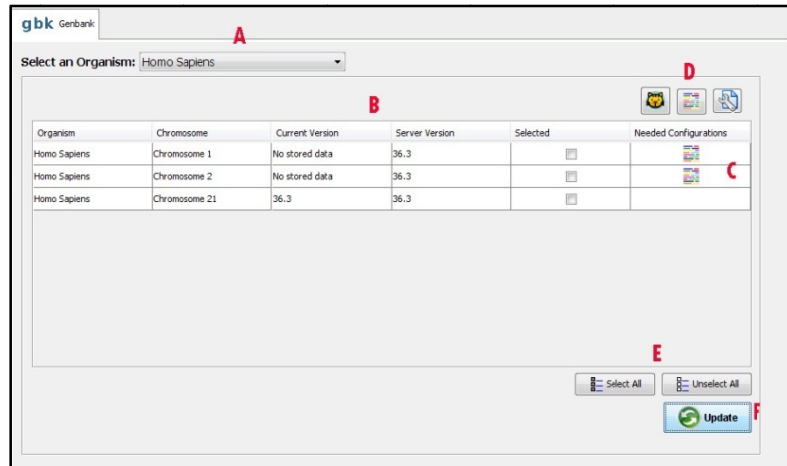 gbk Genbank
A
Select an Organism: Homo Sapiens
D
B
Organism Chromosome Current Version Server Version Selected Needed Configurations
Homo Sapiens Chromosome 1 No stored data 36.3
Homo Sapiens Chromosome 2 No stored data 36.3 C
Homo Sapiens Chromosome 21 36.3 36.3
E
Select All Unselect All
Update F